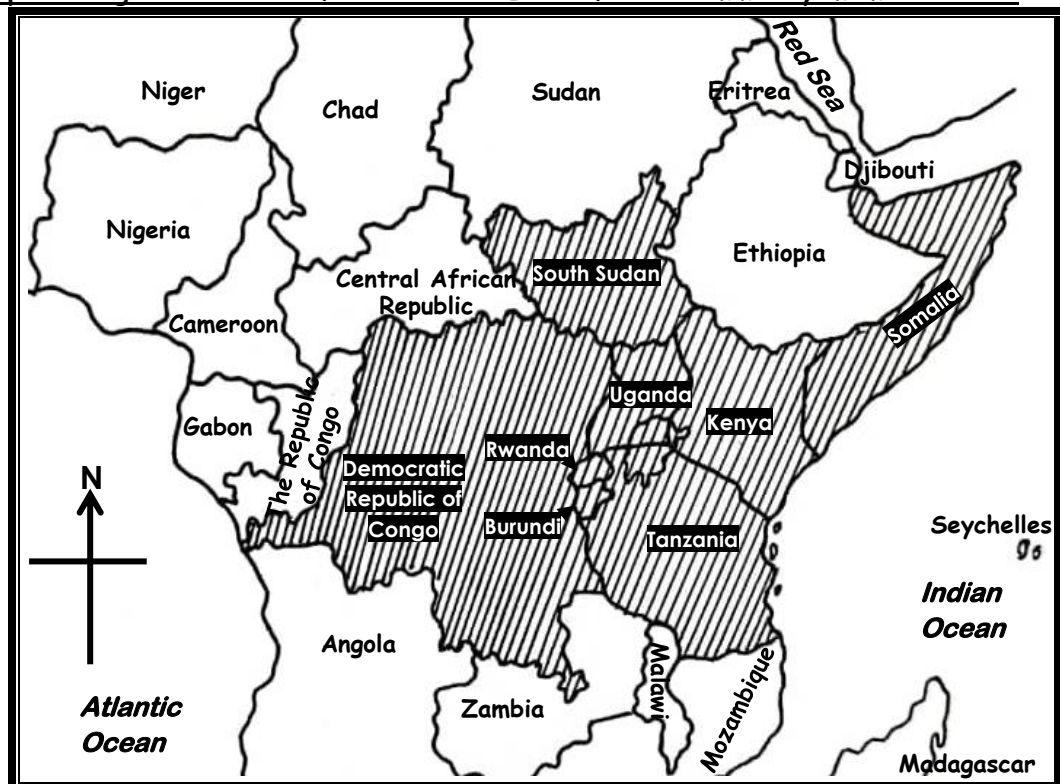 Niger
Chad
Sudan
Eritrea
Red Sea
Djibouti
Nigeria
Ethiopia
South Sudan
Central African
Republic
Somalia
Cameroon
Uganda
Kenya
Gabon
The Republic
of Congo
Rwanda
Democratic
Republic of
Congo
N
Burundi
Tanzania
Seychelles
Indian
Ocean
Angola
Malawi
Mozambique
Zambia
Atlantic
Ocean
Madagascar